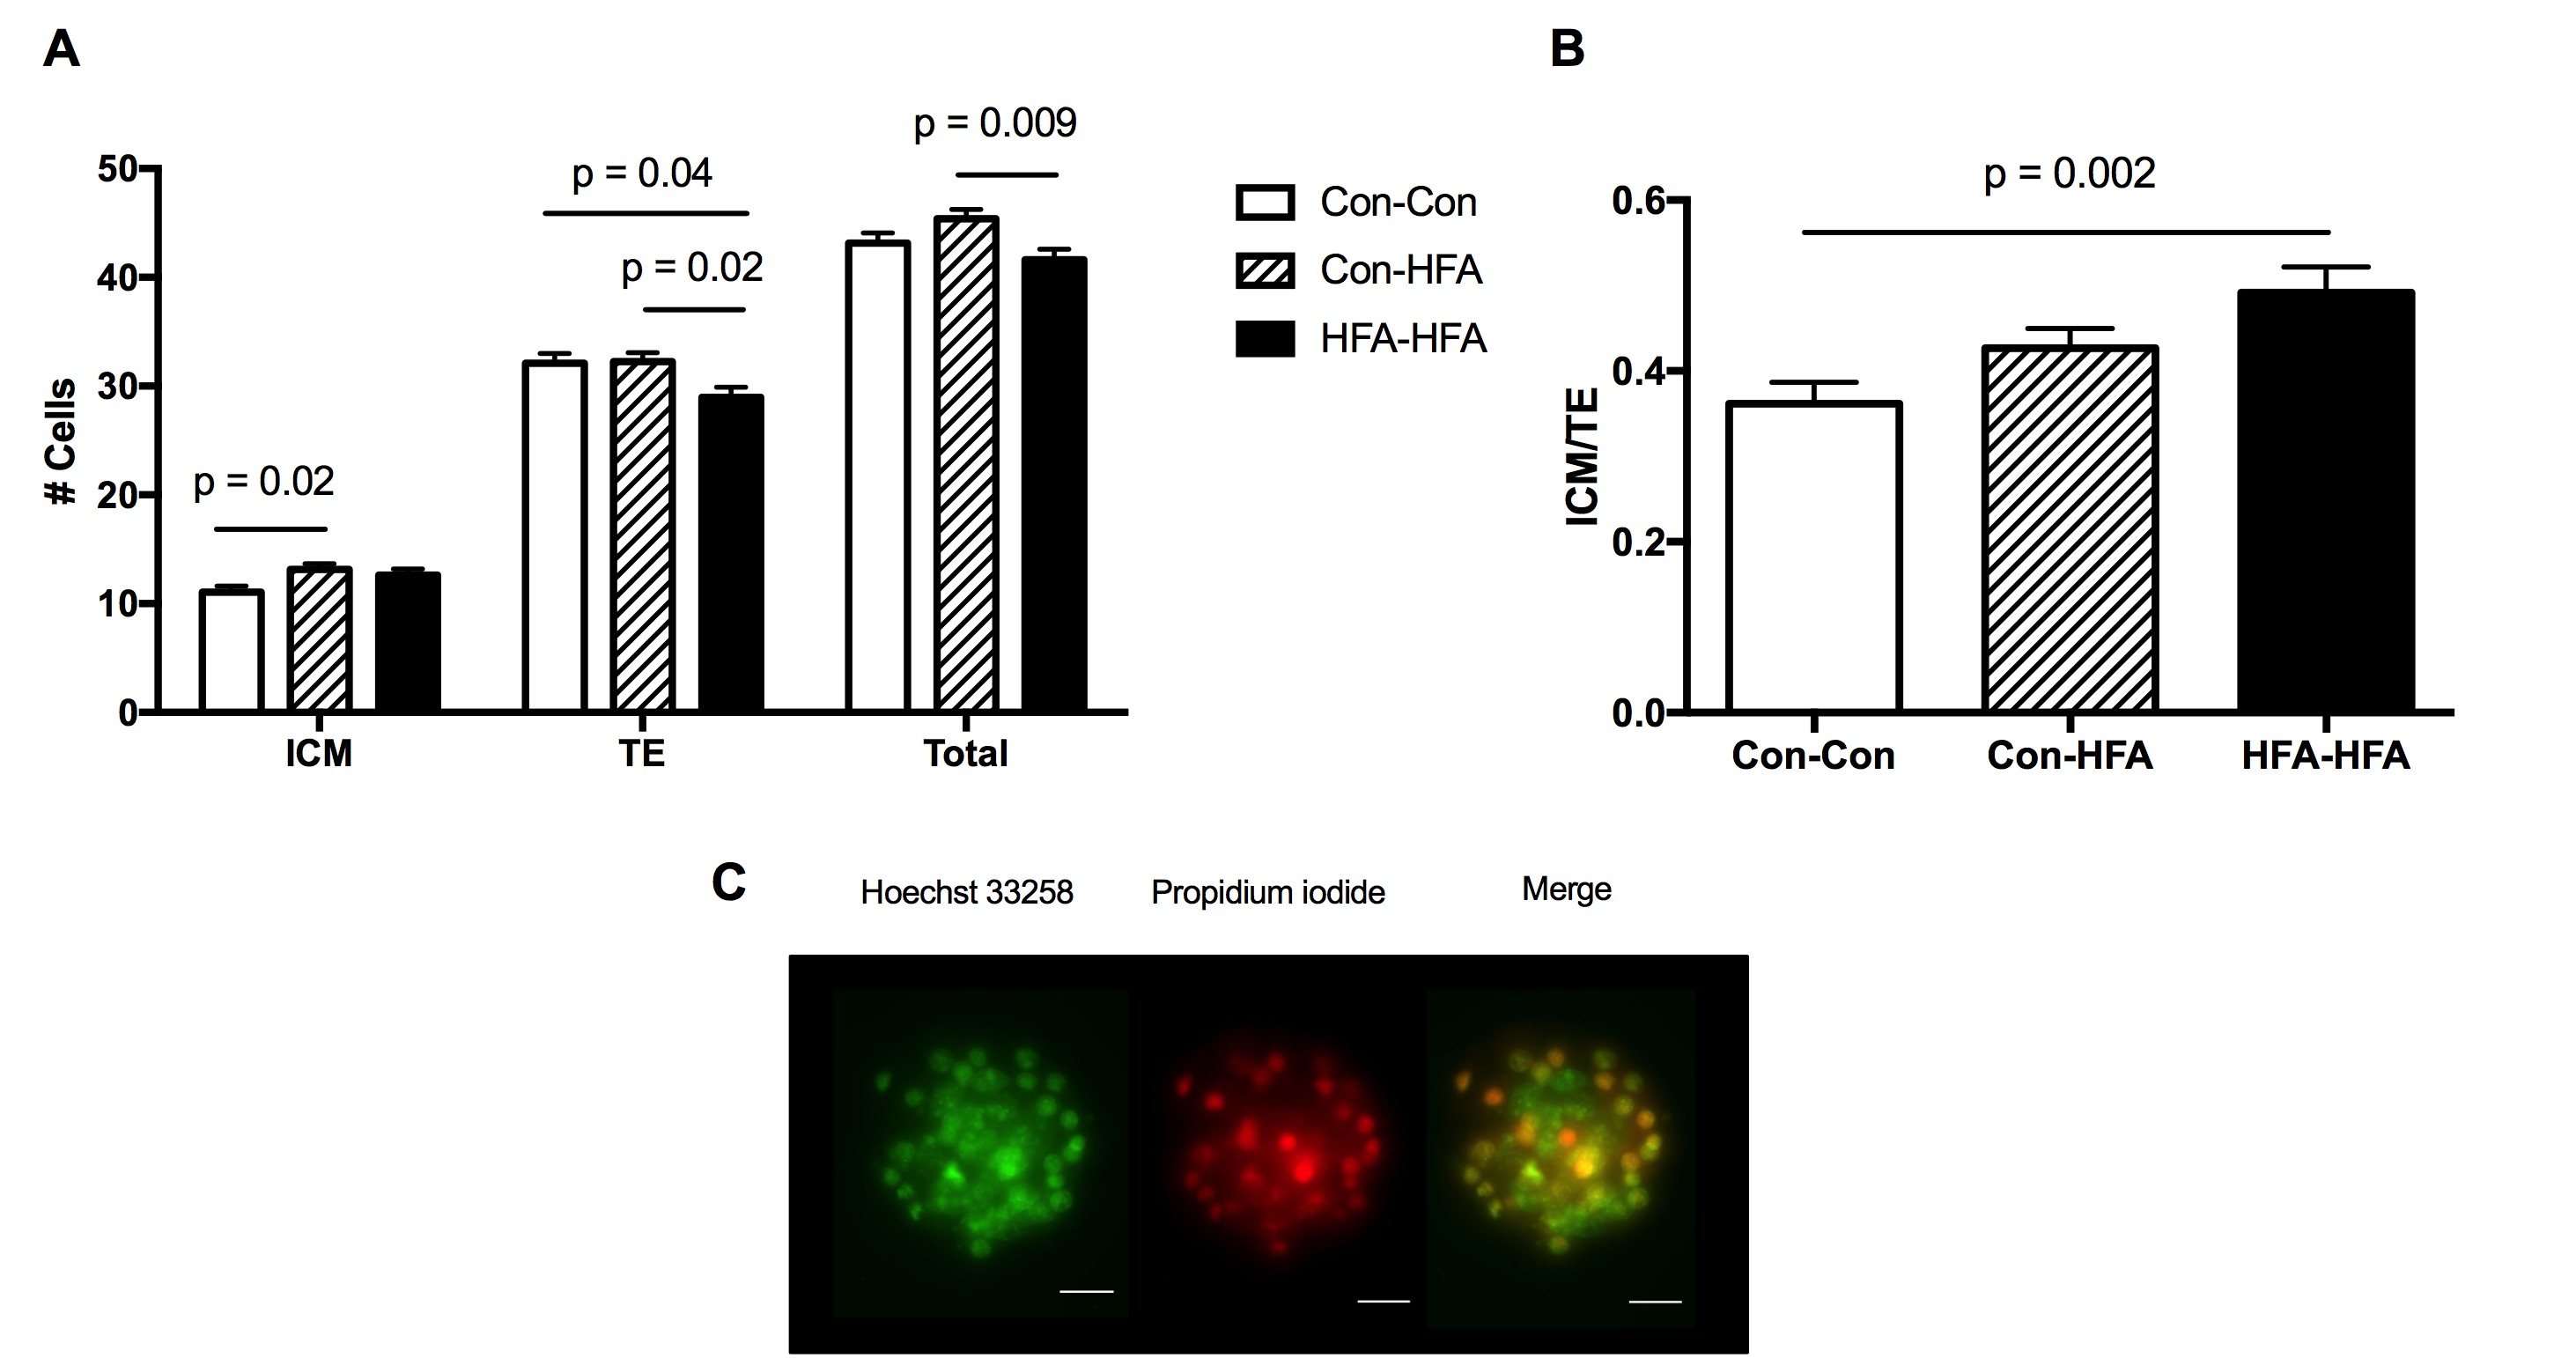 A
p = 0.009
p = 0.04
p = 0.02
p = 0.02
50
40
30
20
10
0
# Cells
ICM
TE
Total
Con-Con
Con-HFA
HFA-HFA
B
p = 0.002
0.6
0.4
0.2
0.0
ICM/TE
Con-Con
Con-HFA
HFA-HFA
C
Hoechst 33258
Propidium iodide
Merge